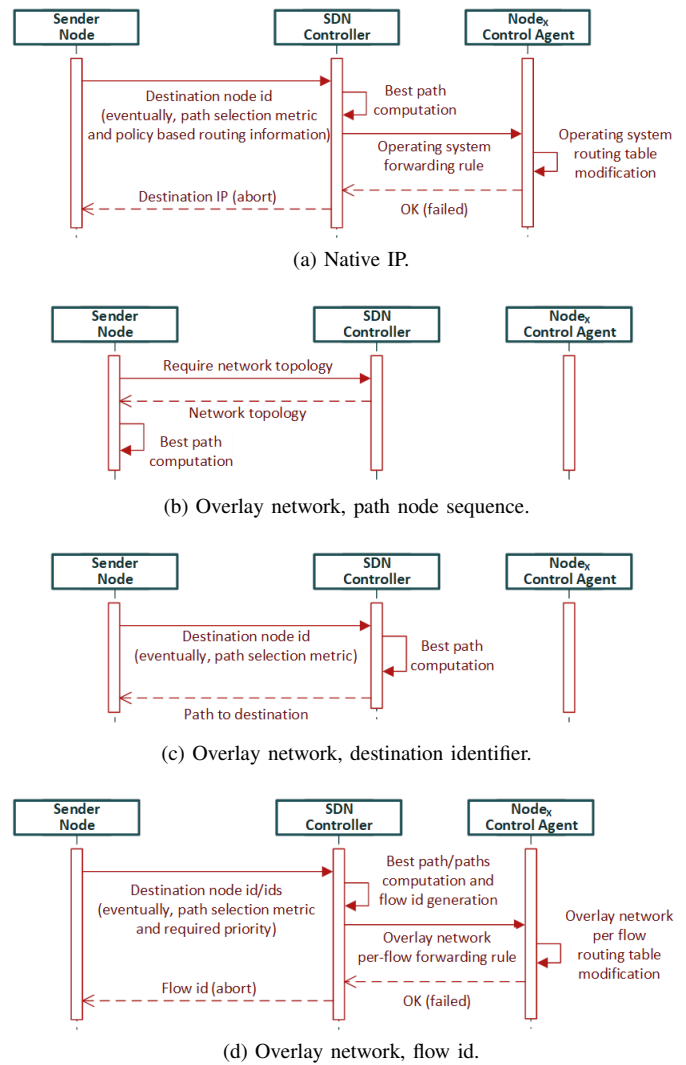 Sender
Node
SDN
Controller
Nodex
Control Agent
Destination node id
(eventually, path selection metric
and policy based routing information)
Best path
computation
Operating system
forwarding rule
Operating system
routing table
modification
Destination IP (abort)
OK (failed)
(a) Native IP.
Sender
Node
SDN
Controller
Nodex
Control Agent
Require network topology
Network topology
Best path
computation
(b) Overlay network, path node sequence.
Sender
Node
SDN
Controller
Nodex
Control Agent
Destination node id
(eventually, path selection metric)
Best path
computation
Path to destination
(c) Overlay network, destination identifier.
Sender
Node
SDN
Controller
Nodex
Control Agent
Destination node id/ids
(eventually, path selection metric
and required priority)
Best path/paths
computation and
flow id generation
Overlay network
per-flow forwarding rule
Overlay network
per flow
routing table
modification
Flow id (abort)
OK (failed)
(d) Overlay network, flow id.